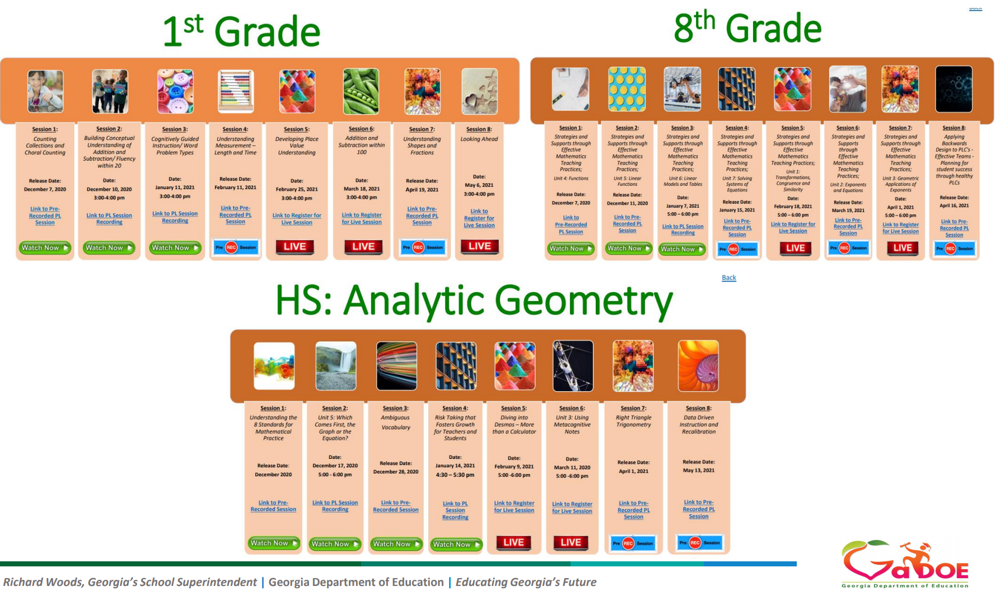 1st Grade
Session 1:
Counting
Collections and
Choral Counting
Release Date:
December 7, 2020
Link to Pre-
Recorded PL
Session
Watch Now
Session 2:
Building Conceptual
Understanding of
Addition and
Subtraction/ Fluency
within 20
Date:
December 10, 2020
3:00-4:00 pm
Link to PL Session
Recording
Watch Now
Session 3:
Cognitively Guided
Instruction/ Word
Problem Types
Date:
January 11, 2021
3:00-4:00 pm
Link to PL Session
Recording
Watch Now
Session 4:
Understanding
Measurement –
Length and Time
Release Date:
February 11, 2021
Link to Pre-
Recorded PL
Session
Pre REC Session
Session 5:
Developing Place
Value
Understanding
Date:
February 25, 2021
3:00-4:00 pm
Link to Register for
Live Session
LIVE
Session 6:
Addition and
Subtraction within
100
Date:
March 18, 2021
3:00-4:00 pm
Link to Register
for Live Session
LIVE
Session 7:
Understanding
Shapes and
Fractions
Release Date:
April 19, 2021
Link to Pre-
Recorded PL
Session
Pre REC Session
Session 8:
Looking Ahead
Date:
May 6, 2021
3:00-4:00 pm
Link to
Register for
Live Session
LIVE
8th Grade
Session 1:
Strategies and
Supports through
Effective
Mathematics
Teaching
Practices;
Unit 4: Functions
Release Date:
December 7, 2020
Link to
Pre-Recorded
PL Session
Watch Now
Session 2:
Strategies and
Supports through
Effective
Mathematics
Teaching
Practices;
Unit 5: Linear
Functions
Release Date:
December 11, 2020
Link to Pre-
Recorded PL
Session
Watch Now
Session 3:
Strategies and
Supports through
Effective
Mathematics
Teaching
Practices;
Unit 6: Linear
Models and Tables
Date:
January 7, 2021
5:00 – 6:00 pm
Link to PL Session
Recording
Watch Now
Session 4:
Strategies and
Supports through
Effective
Mathematics
Teaching
Practices;
Unit 7: Solving
Systems of
Equations
Release Date:
January 15, 2021
Link to Pre-
Recorded PL
Session
Pre REC Session
Session 5:
Strategies and
Supports through
Effective
Mathematics
Teaching Practices;
Unit 1:
Transformations,
Congruence and
Similarity
Date:
February 18, 2021
5:00 – 6:00 pm
Link to Register for
Live Session
LIVE
Session 6:
Strategies and
Supports
through
Effective
Mathematics
Teaching
Practices;
Unit 2: Exponents
and Equations
Release Date:
March 19, 2021
Link to Pre-
Recorded PL
Session
Pre REC Session
Session 7:
Strategies and
Supports through
Effective
Mathematics
Teaching
Practices;
Unit 3: Geometric
Applications of
Exponents
Date:
April 1, 2021
5:00 – 6:00 pm
Link to Register
for Live Session
LIVE
Session 8:
Applying
Backwards
Design to PLC's -
Effective Teams -
Planning for
student success
through healthy
PLCs
Release Date:
April 16, 2021
Link to Pre-
Recorded PL
Session
Pre REC Session
Back
HS: Analytic Geometry
Session 1:
Understanding the
8 Standards for
Mathematical
Practice
Release Date:
December 2020
Link to Pre-
Recorded Session
Watch Now
Session 2:
Unit 5: Which
Comes First, the
Graph or the
Equation?
Date:
December 17, 2020
5:00 - 6:00 pm
Link to PL Session
Recording
Watch Now
Session 3:
Ambiguous
Vocabulary
Release Date:
December 28, 2020
Link to Pre-
Recorded Session
Watch Now
Session 4:
Risk Taking that
Fosters Growth
for Teachers and
Students
Date:
January 14, 2021
4:30 – 5:30 pm
Link to PL
Session
Recording
Watch Now
Session 5:
Diving into
Desmos – More
than a Calculator
Date:
February 9, 2021
5:00 -6:00 pm
Link to Register
for Live Session
LIVE
Session 6:
Unit 3: Using
Metacognitive
Notes
Date:
March 11, 2020
5:00 -6:00 pm
Link to Register
for Live Session
LIVE
Session 7:
Right Triangle
Trigonometry
Release Date:
April 1, 2021
Link to Pre-
Recorded PL
Session
Pre REC Session
Session 8:
Data Driven
Instruction and
Recalibration
Release Date:
May 13, 2021
Link to Pre-
Recorded PL
Session
Pre REC Session
Richard Woods, Georgia's School Superintendent | Georgia Department of Education | Educating Georgia's Future
GaDOE
Georgia Department of Education